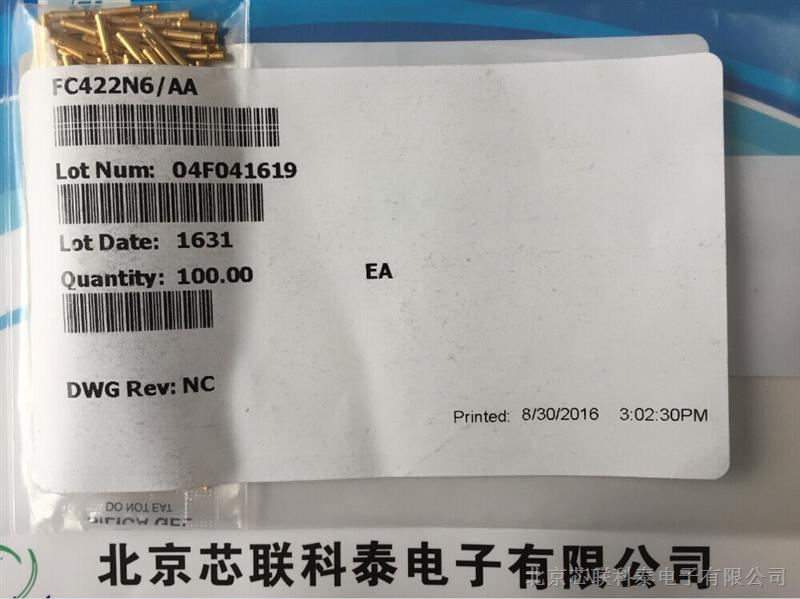 FC422N6/AA
Lot Num: 04F041619
Lot Date: 1631
Quantity: 100.00 EA
DWG Rev: NC
Printed: 8/30/2016 3:02:30PM
DO NOT EAT
SILICA GEL
北京芯联科泰电子有限公司
北京芯联科泰电子有限公司